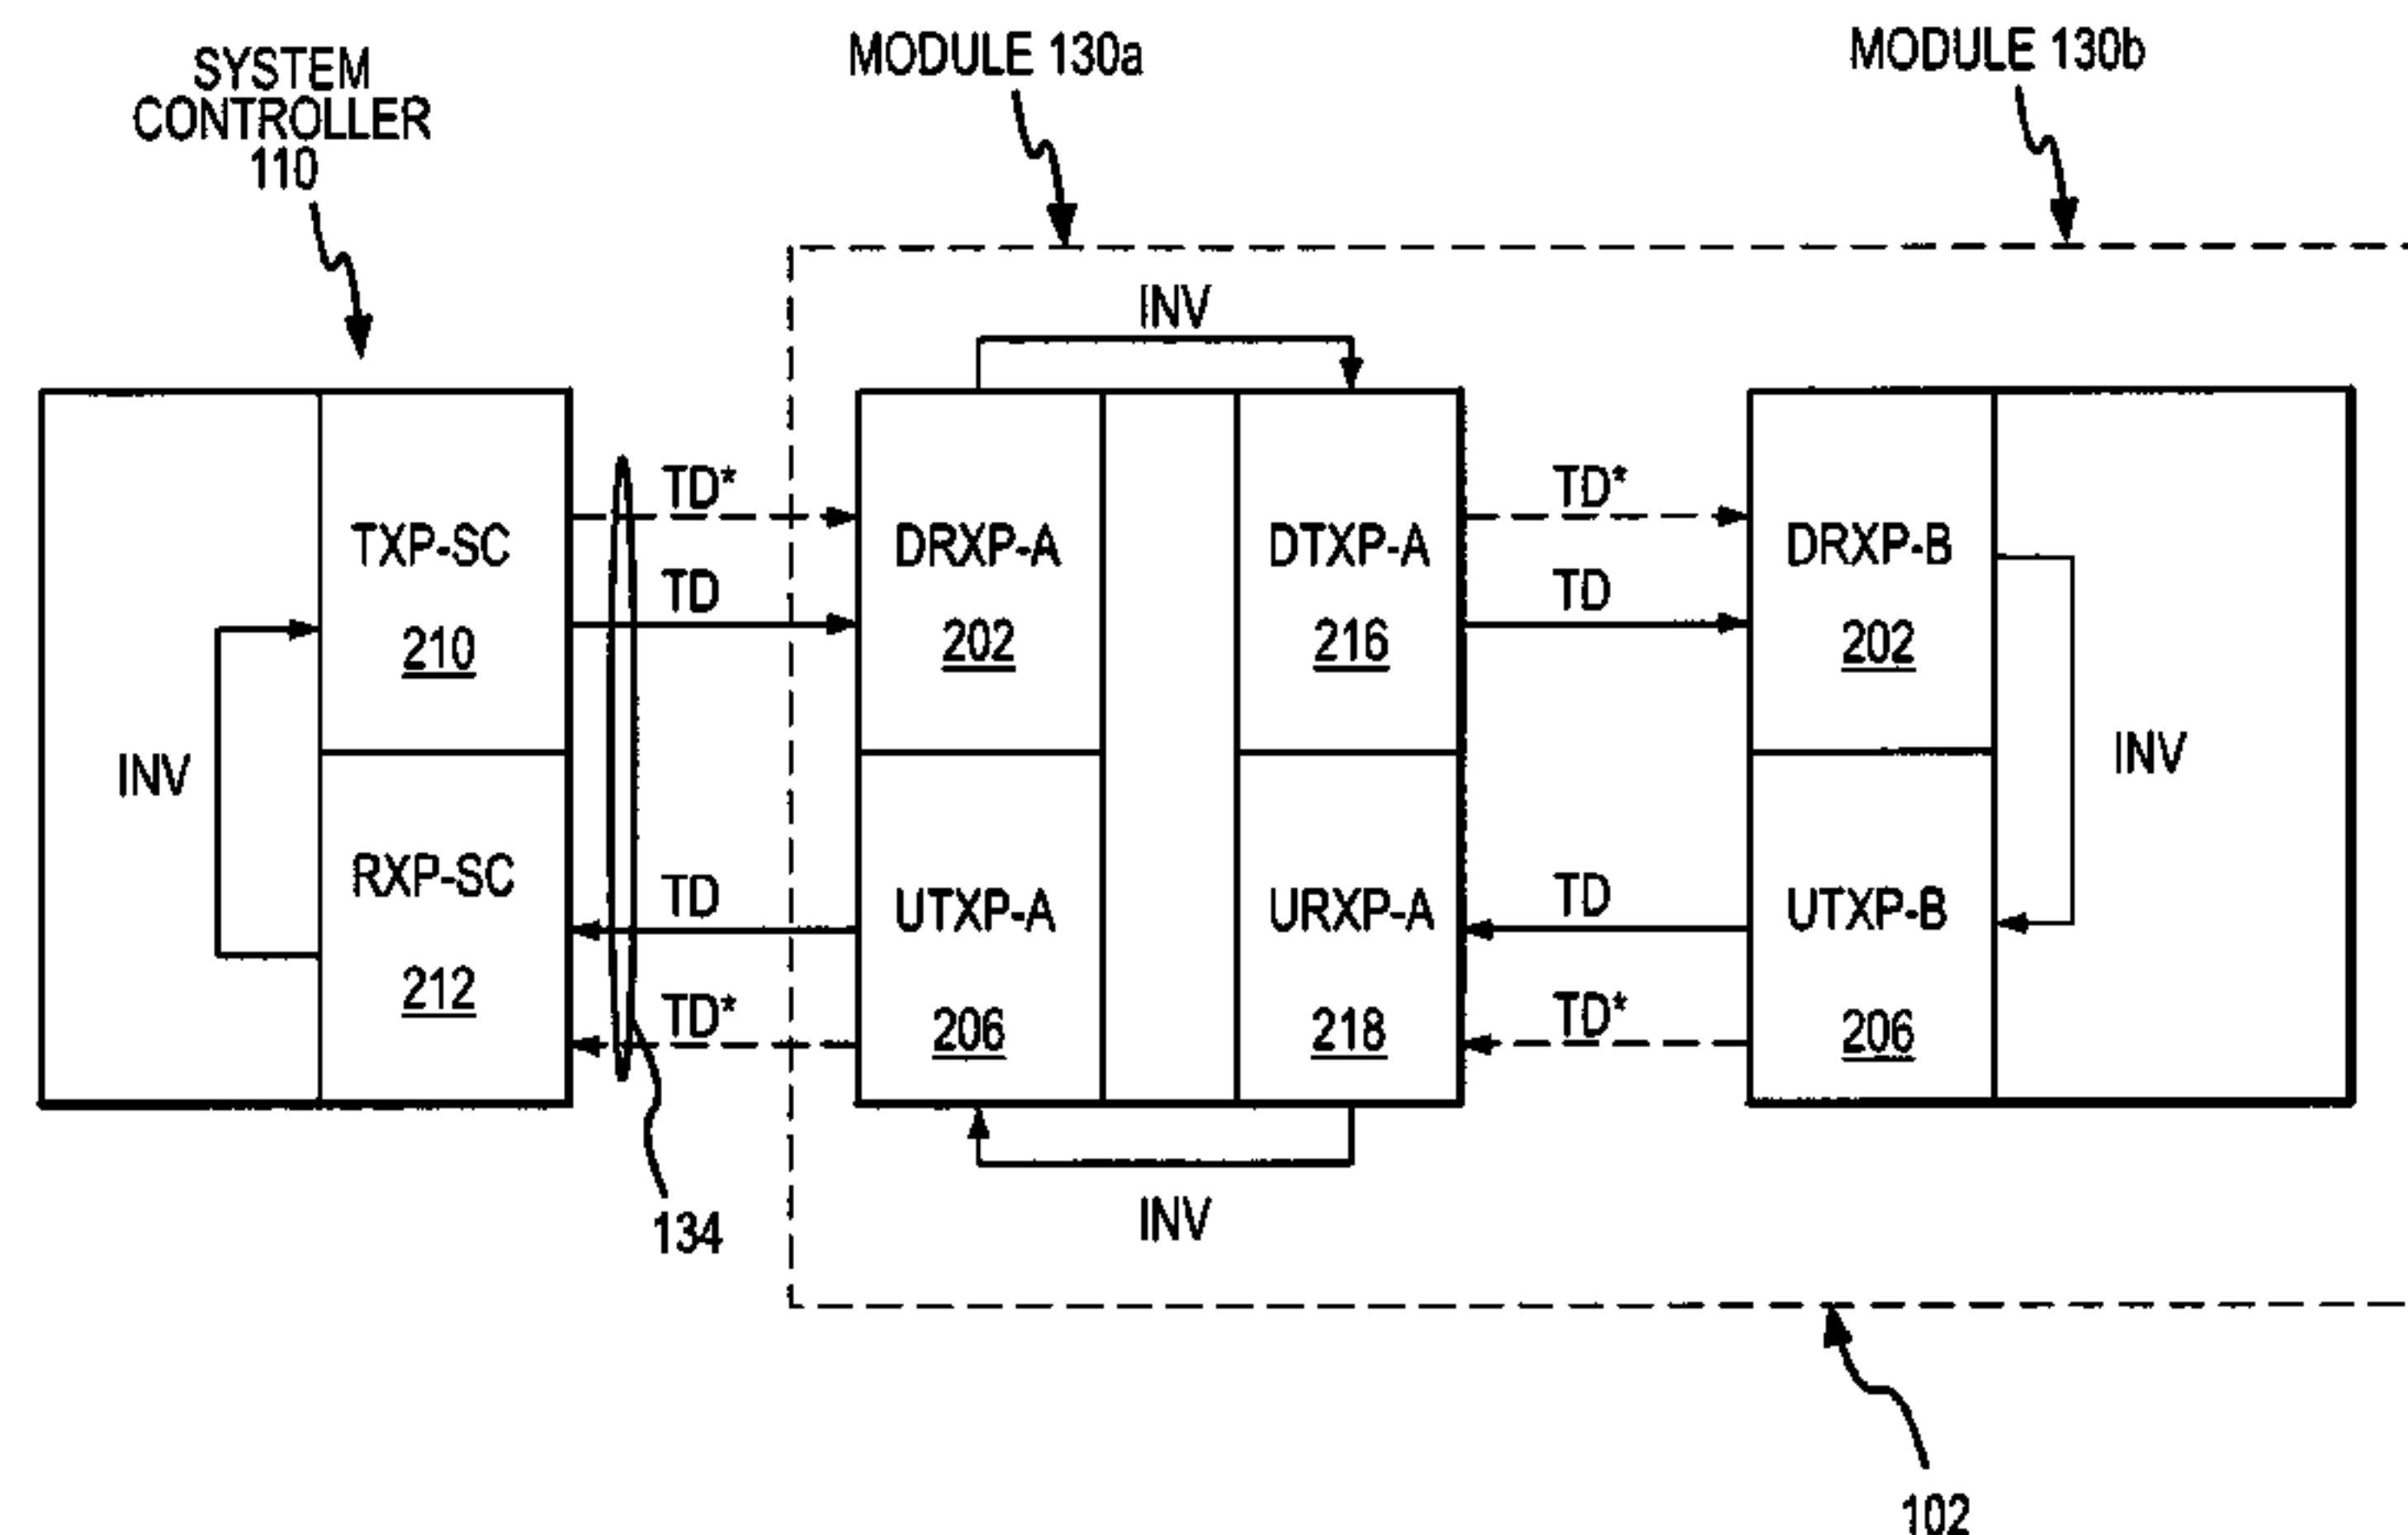 SYSTEM
CONTROLLER
110
MODULE 130a
MODULE 130b
INV
TD*
TD*
TXP-SC
DRXP-A
DTXP-A
DRXP-B
TD
TD
210
202
216
202
INV
INV
RXP-SC
TD
UTXP-A
URXP-A
TD
UTXP-B
212
TD*
206
218
TD*
206
134
INV
102